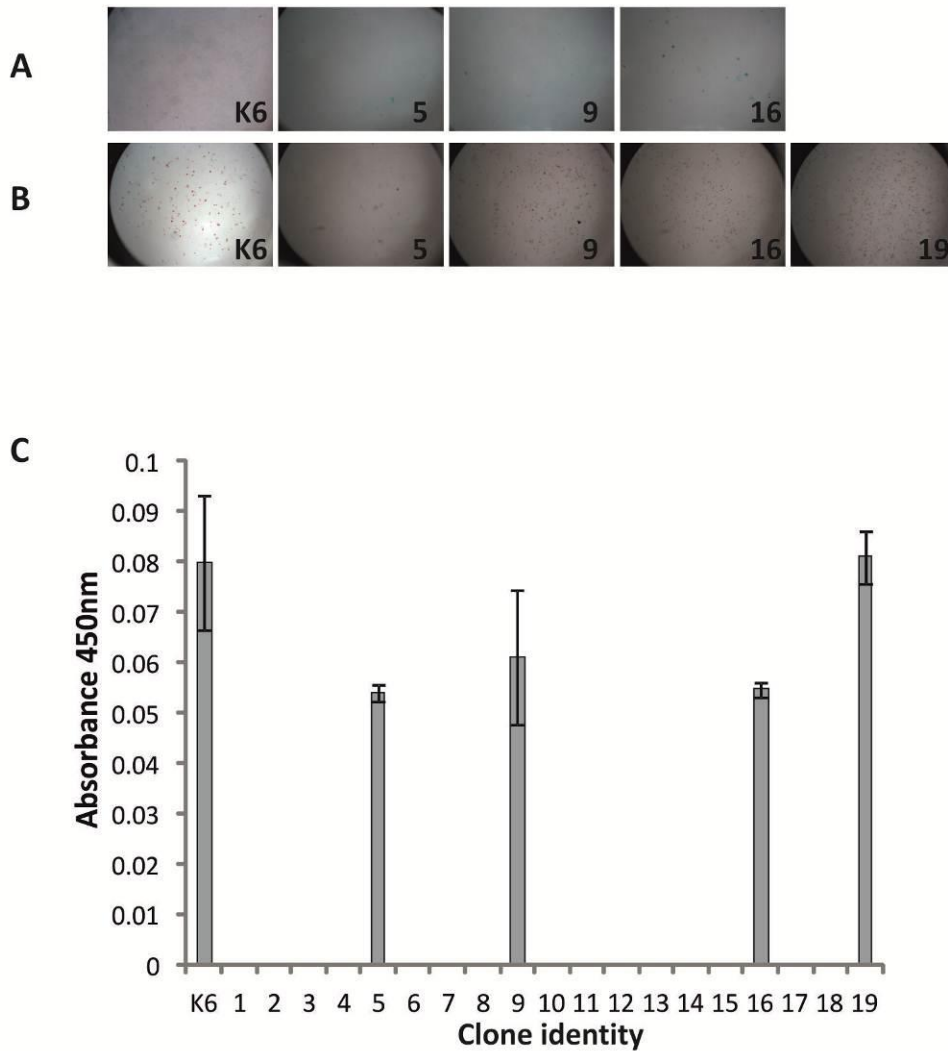 A
K6 5 9 16
B
K6 5 9 16 19
C
0.1
0.09
0.08
0.07
0.06
0.05
0.04
0.03
0.02
0.01
0
Absorbance 450nm
K6 1 2 3 4 5 6 7 8 9 10 11 12 13 14 15 16 17 18 19
Clone identity